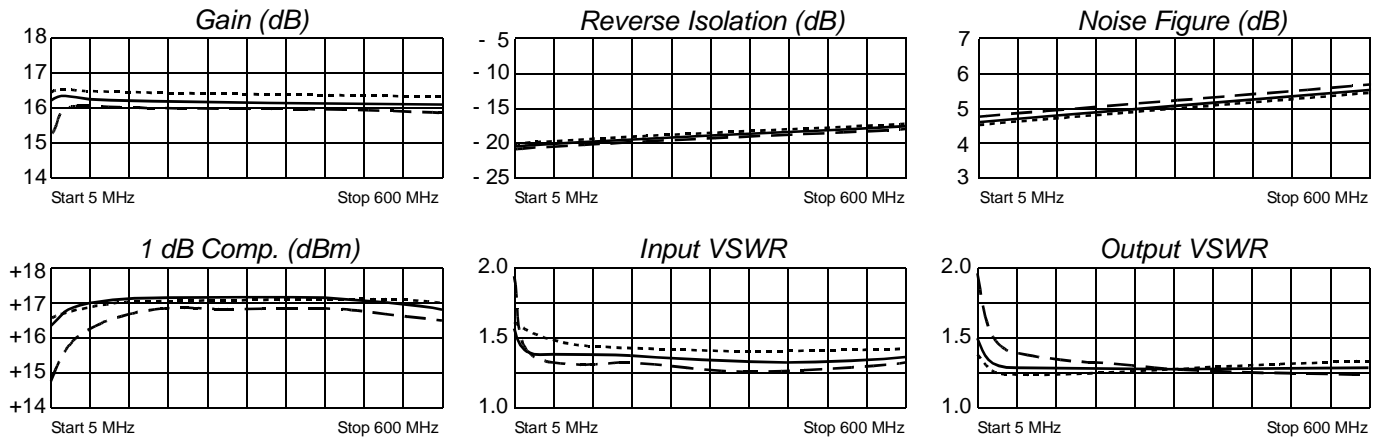 Gain (dB)
18
17
16
15
14
Start 5 MHz Stop 600 MHz
Reverse Isolation (dB)
- 5
- 10
- 15
- 20
- 25
Start 5 MHz Stop 600 MHz
Noise Figure (dB)
7
6
5
4
3
Start 5 MHz Stop 600 MHz
1 dB Comp. (dBm)
+18
+17
+16
+15
+14
Start 5 MHz Stop 600 MHz
Input VSWR
2.0
1.5
1.0
Start 5 MHz Stop 600 MHz
Output VSWR
2.0
1.5
1.0
Start 5 MHz Stop 600 MHz